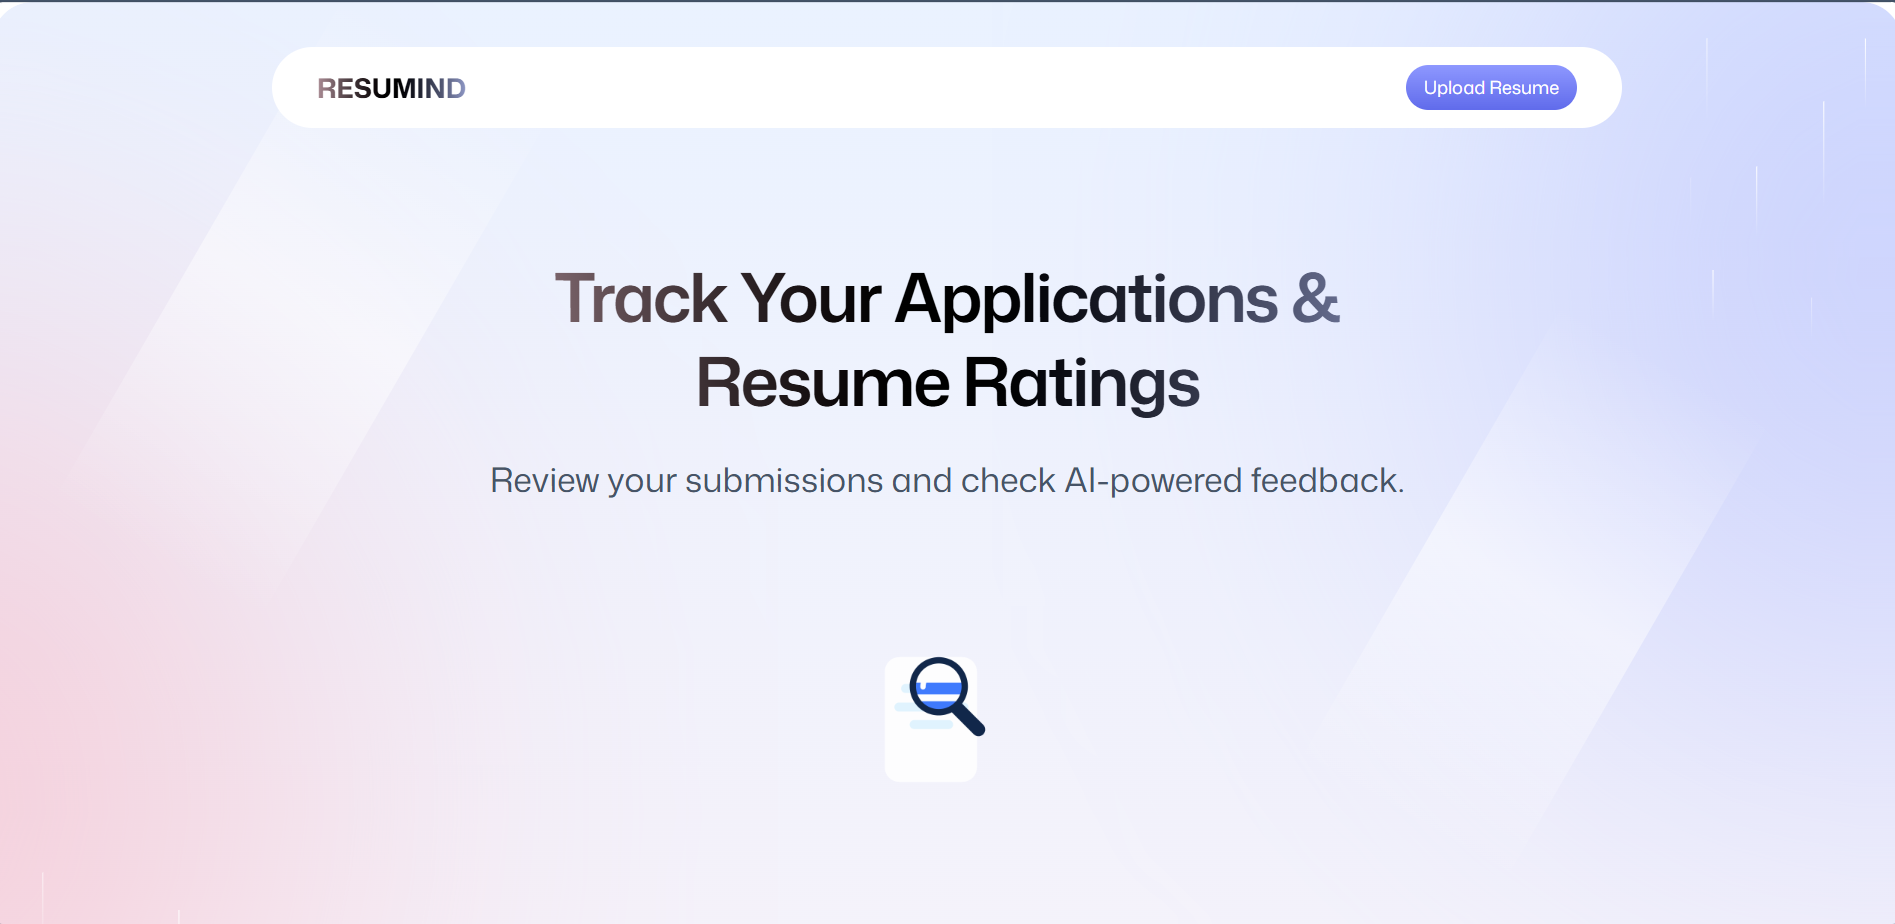 RESUMIND
Upload Resume
Track Your Applications &
Resume Ratings
Review your submissions and check AI-powered feedback.